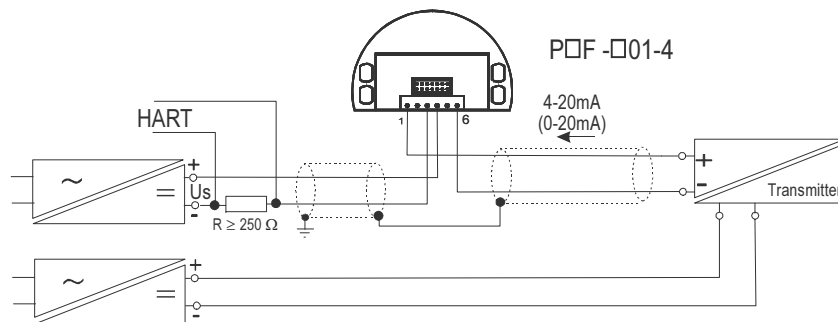 P□F -□01-4
4-20mA
(0-20mA)
1 6
HART
+
~
=
Us
-
R ≥ 250 Ω
+
-
Transmitter
+
~
=
-